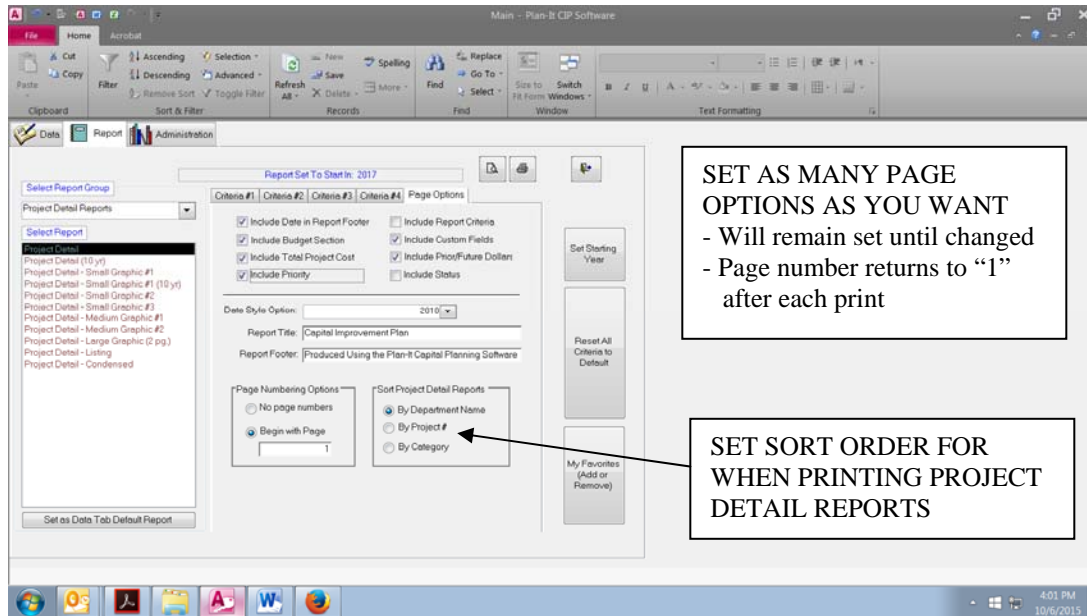 Main - Plan-It CIP Software
File Home Acrobat
Cut
Copy
Paste
Clipboard
Filter
Ascending
Descending
Remove Sort
Selection
Advanced
Toggle Filter
Sort & Filter
Refresh All
New
Save
Delete
Spelling
More
Records
Find
Replace
Go To
Select
Find
Size to Fit Form
Switch Windows
Window
B I U
A
Text Formatting
Data Report Administration
Report Set To Start In: 2017
Select Report Group
Project Detail Reports
Select Report
Project Detail
Project Detail (10 yr)
Project Detail - Small Graphic #1
Project Detail - Small Graphic #1 (10 yr)
Project Detail - Small Graphic #2
Project Detail - Small Graphic #3
Project Detail - Medium Graphic #1
Project Detail - Medium Graphic #2
Project Detail - Large Graphic (2 pg.)
Project Detail - Listing
Project Detail - Condensed
Set as Data Tab Default Report
Criteria #1 Criteria #2 Criteria #3 Criteria #4 Page Options
Include Date in Report Footer Include Report Criteria
Include Budget Section Include Custom Fields
Include Total Project Cost Include Prior/Future Dollars
Include Priority Include Status
Date Style Option: 2010
Report Title: Capital Improvement Plan
Report Footer: Produced Using the Plan-It Capital Planning Software
Page Numbering Options
No page numbers
Begin with Page
1
Sort Project Detail Reports
By Department Name
By Project #
By Category
Set Starting
Year
Reset All
Criteria to
Default
My Favorites
(Add or
Remove)
SET AS MANY PAGE
OPTIONS AS YOU WANT
- Will remain set until changed
- Page number returns to “1”
after each print
SET SORT ORDER FOR
WHEN PRINTING PROJECT
DETAIL REPORTS
4:01 PM
10/6/2015